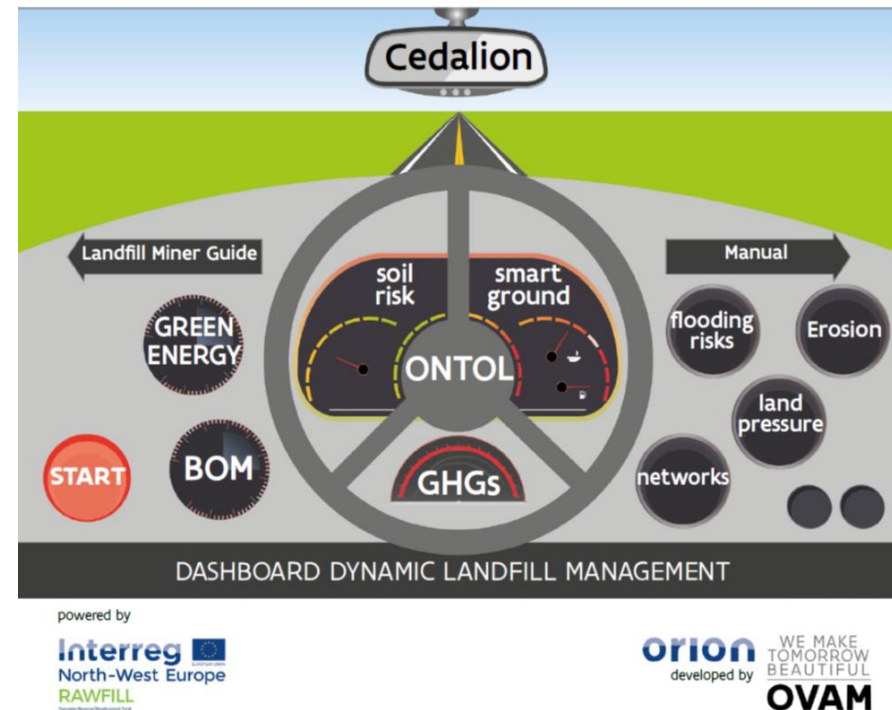 Cedalion
Landfill Miner Guide
Manual
soil
risk
smart
ground
GREEN
ENERGY
flooding
risks
Erosion
ONTOL
land
pressure
START
BOM
GHGs
networks
DASHBOARD DYNAMIC LANDFILL MANAGEMENT
powered by
Interreg
North-West Europe
RAWFILL
orion
developed by
WE MAKE
TOMORROW
BEAUTIFUL
OVAM